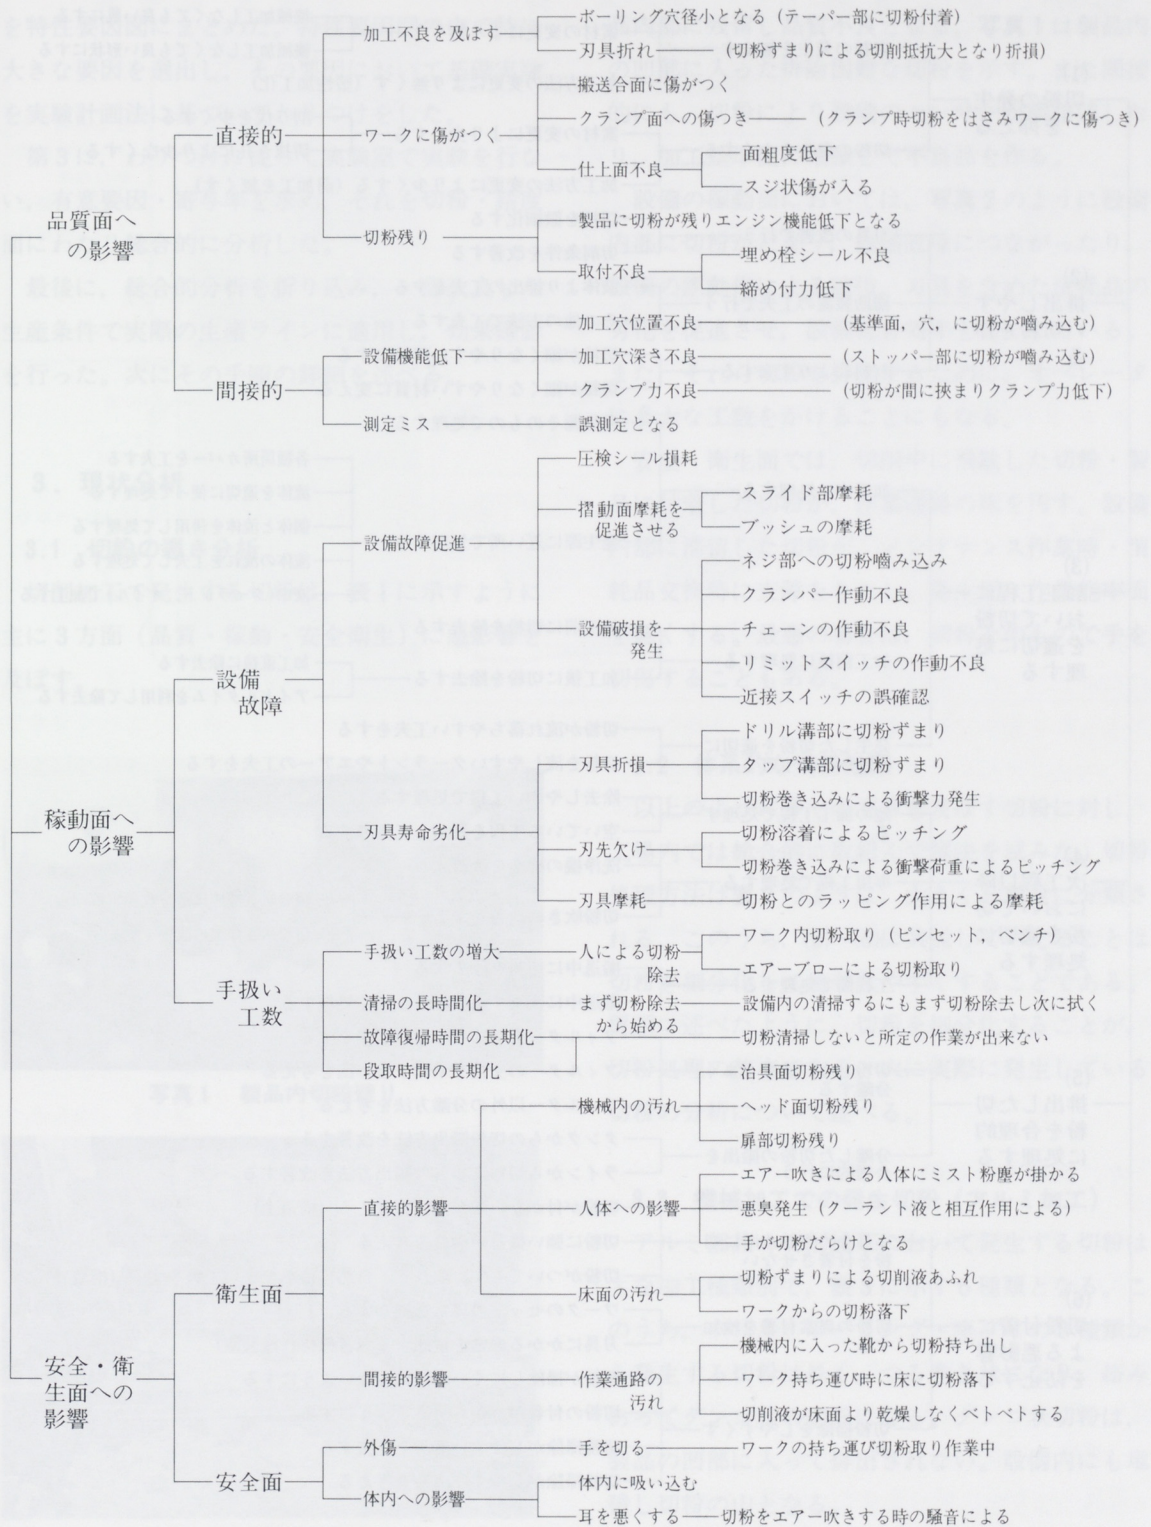 加工不良を及ぼす
ボーリング穴径小となる(テーパー部に切粉付着)
刃具折れ
(切粉ずまりによる切削抵抗大となり折損)
直接的
ワークに傷がつく
搬送合面に傷がつく
クランプ面への傷つき
(クランプ時切粉をはさみワークに傷つき)
仕上面不良
面粗度低下
スジ状傷が入る
品質面へ
の影響
切粉残り
製品に切粉が残りエンジン機能低下となる
取付不良
埋め栓シール不良
締め付力低下
間接的
設備機能低下
加工穴位置不良
(基準面,穴,に切粉が嚙み込む)
加工穴深さ不良
(ストッパー部に切粉が嚙み込む)
クランプ力不良
(切粉が間に挟まりクランプ力低下)
測定ミス
誤測定となる
設備故障促進
圧検シール損耗
摺動面摩耗を
促進させる
スライド部摩耗
ブッシュの摩耗
設備破損を
発生
ネジ部への切粉嚙み込み
クランパー作動不良
チェーンの作動不良
リミットスイッチの作動不良
近接スイッチの誤確認
設備
故障
稼動面へ
の影響
刃具寿命劣化
刃具折損
ドリル溝部に切粉ずまり
タップ溝部に切粉ずまり
切粉巻き込みによる衝撃力発生
刃先欠け
切粉溶着によるピッチング
切粉巻き込みによる衝撃荷重によるピッチング
刃具摩耗
切粉とのラッピング作用による摩耗
手扱い
工数
手扱い工数の増大
人による切粉
除去
ワーク内切粉取り(ピンセット,ベンチ)
エアーブローによる切粉取り
清掃の長時間化
まず切粉除去
から始める
設備内の清掃するにもまず切粉除去し次に拭く
故障復帰時間の長期化
切粉清掃しないと所定の作業が出来ない
段取時間の長期化
機械内の汚れ
治具面切粉残り
ヘッド面切粉残り
扉部切粉残り
直接的影響
人体への影響
エアー吹きによる人体にミスト粉塵が掛かる
悪臭発生(クーラント液と相互作用による)
手が切粉だらけとなる
衛生面
床面の汚れ
切粉ずまりによる切削液あふれ
ワークからの切粉落下
安全・衛
生面への
影響
間接的影響
作業通路の
汚れ
機械内に入った靴から切粉持ち出し
ワーク持ち運び時に床に切粉落下
切削液が床面より乾燥しなくベトベトする
安全面
外傷
手を切る
ワークの持ち運び切粉取り作業中
体内への影響
体内に吸い込む
耳を悪くする
切粉をエアー吹きする時の騒音による